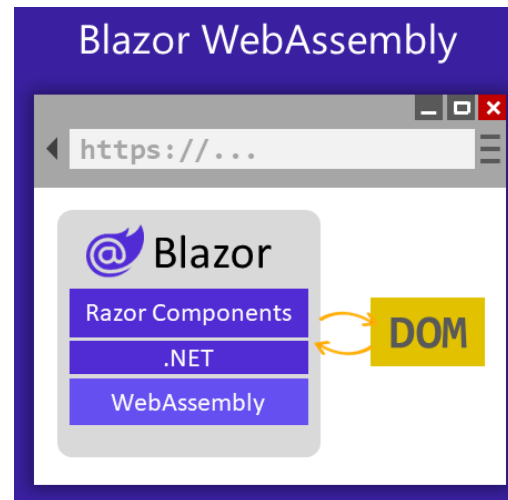 Blazor WebAssembly
https://...
@ Blazor
Razor Components
.NET
WebAssembly
DOM